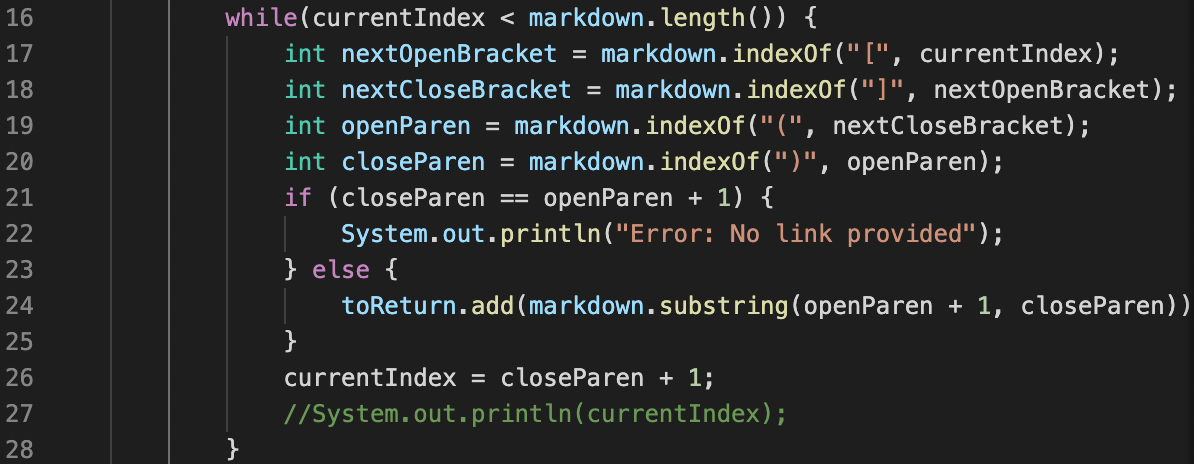 16 while(currentIndex < markdown.length()) {
17 int nextOpenBracket = markdown.indexOf("[", currentIndex);
18 int nextCloseBracket = markdown.indexOf("]", nextOpenBracket);
19 int openParen = markdown.indexOf("(", nextCloseBracket);
20 int closeParen = markdown.indexOf(")", openParen);
21 if (closeParen == openParen + 1) {
22 System.out.println("Error: No link provided");
23 } else {
24 toReturn.add(markdown.substring(openParen + 1, closeParen))
25 }
26 currentIndex = closeParen + 1;
27 //System.out.println(currentIndex);
28 }